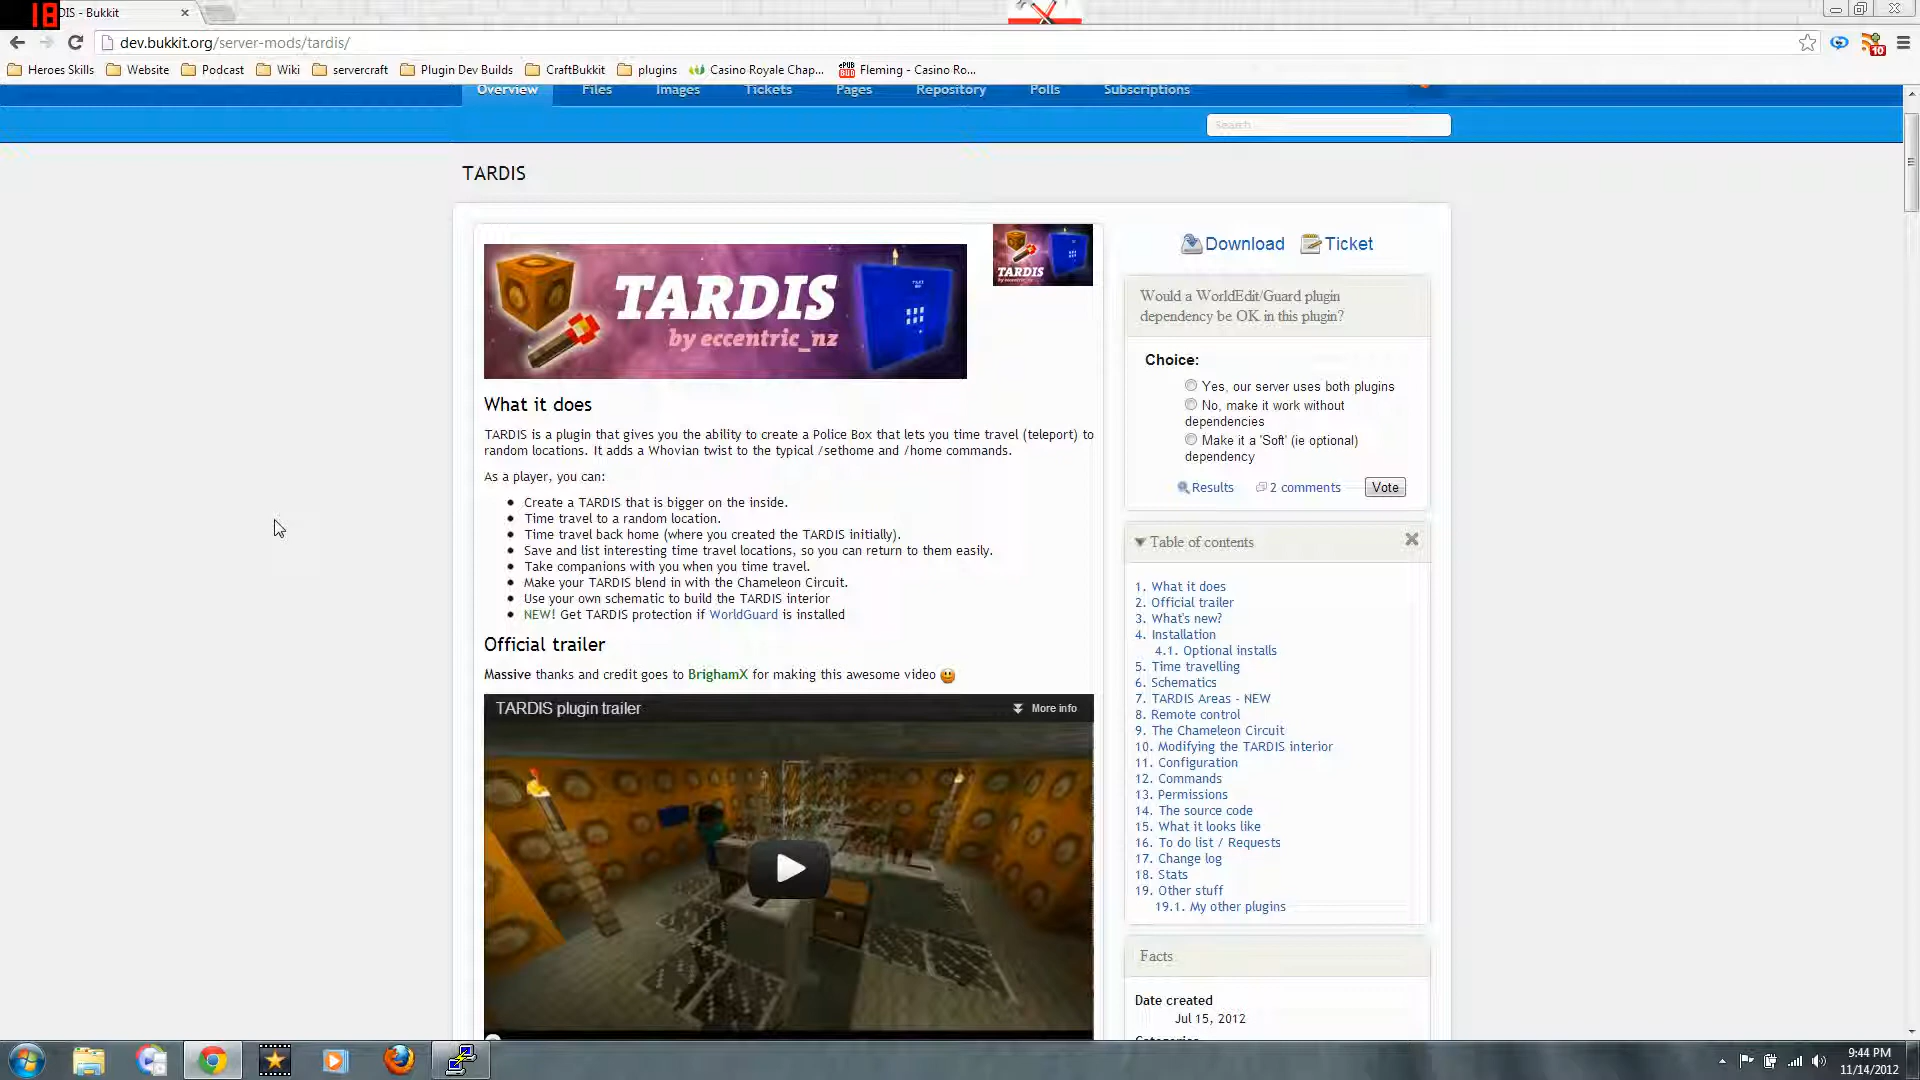 18
DIS - Bukkit
dev.bukkit.org/server-mods/tardis/
10
Heroes Skills Website Podcast Wiki servercraft Plugin Dev Builds CraftBukkit plugins Casino Royale Chap... Fleming - Casino Ro...
Overview Files Images Tickets Pages Repository Polls Subscriptions
Search...
TARDIS
TARDIS
by eccentric_nz
TARDIS
What it does
TARDIS is a plugin that gives you the ability to create a Police Box that lets you time travel (teleport) to
random locations. It adds a Whovian twist to the typical /sethome and /home commands.
As a player, you can:
Create a TARDIS that is bigger on the inside.
Time travel to a random location.
Time travel back home (where you created the TARDIS initially).
Save and list interesting time travel locations, so you can return to them easily.
Take companions with you when you time travel.
Make your TARDIS blend in with the Chameleon Circuit.
Use your own schematic to build the TARDIS interior
NEW! Get TARDIS protection if WorldGuard is installed
Official trailer
Massive thanks and credit goes to BrighamX for making this awesome video
TARDIS plugin trailer
More info
Download Ticket
Would a WorldEdit/Guard plugin
dependency be OK in this plugin?
Choice:
Yes, our server uses both plugins
No, make it work without
dependencies
Make it a 'Soft' (ie optional)
dependency
Results 2 comments Vote
Table of contents
1. What it does
2. Official trailer
3. What's new?
4. Installation
4.1. Optional installs
5. Time travelling
6. Schematics
7. TARDIS Areas - NEW
8. Remote control
9. The Chameleon Circuit
10. Modifying the TARDIS interior
11. Configuration
12. Commands
13. Permissions
14. The source code
15. What it looks like
16. To do list / Requests
17. Change log
18. Stats
19. Other stuff
19.1. My other plugins
Facts
Date created
Jul 15, 2012
9:44 PM
11/14/2012